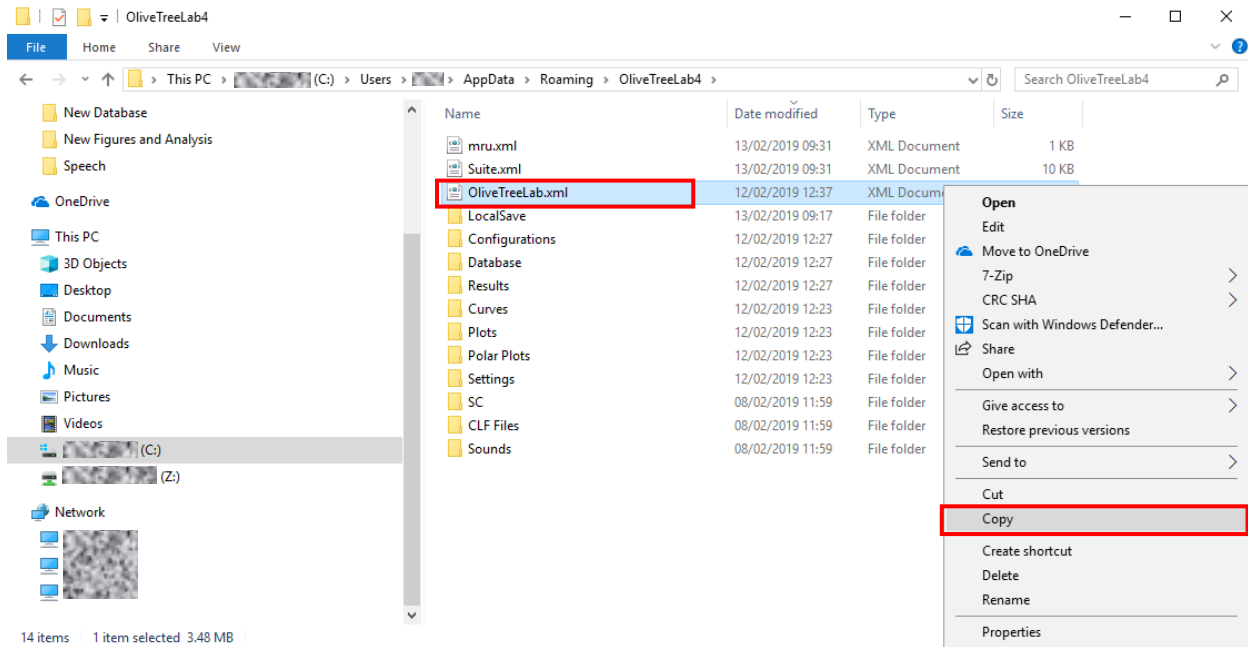 OliveTreeLab4
File Home Share View
This PC (C:) Users AppData Roaming OliveTreeLab4 Search OliveTreeLab4
New Database
New Figures and Analysis
Speech
OneDrive
This PC
3D Objects
Desktop
Documents
Downloads
Music
Pictures
Videos
(C:)
(Z:)
Network
Name Date modified Type Size
mru.xml 13/02/2019 09:31 XML Document 1 KB
Suite.xml 13/02/2019 09:31 XML Document 10 KB
OliveTreeLab.xml 12/02/2019 12:37 XML Docume
LocalSave 13/02/2019 09:17 File folder
Configurations 12/02/2019 12:27 File folder
Database 12/02/2019 12:27 File folder
Results 12/02/2019 12:27 File folder
Curves 12/02/2019 12:23 File folder
Plots 12/02/2019 12:23 File folder
Polar Plots 12/02/2019 12:23 File folder
Settings 12/02/2019 12:23 File folder
SC 08/02/2019 11:59 File folder
CLF Files 08/02/2019 11:59 File folder
Sounds 08/02/2019 11:59 File folder
Open
Edit
Move to OneDrive
7-Zip
CRC SHA
Scan with Windows Defender...
Share
Open with
Give access to
Restore previous versions
Send to
Cut
Copy
Create shortcut
Delete
Rename
Properties
14 items 1 item selected 3.48 MB